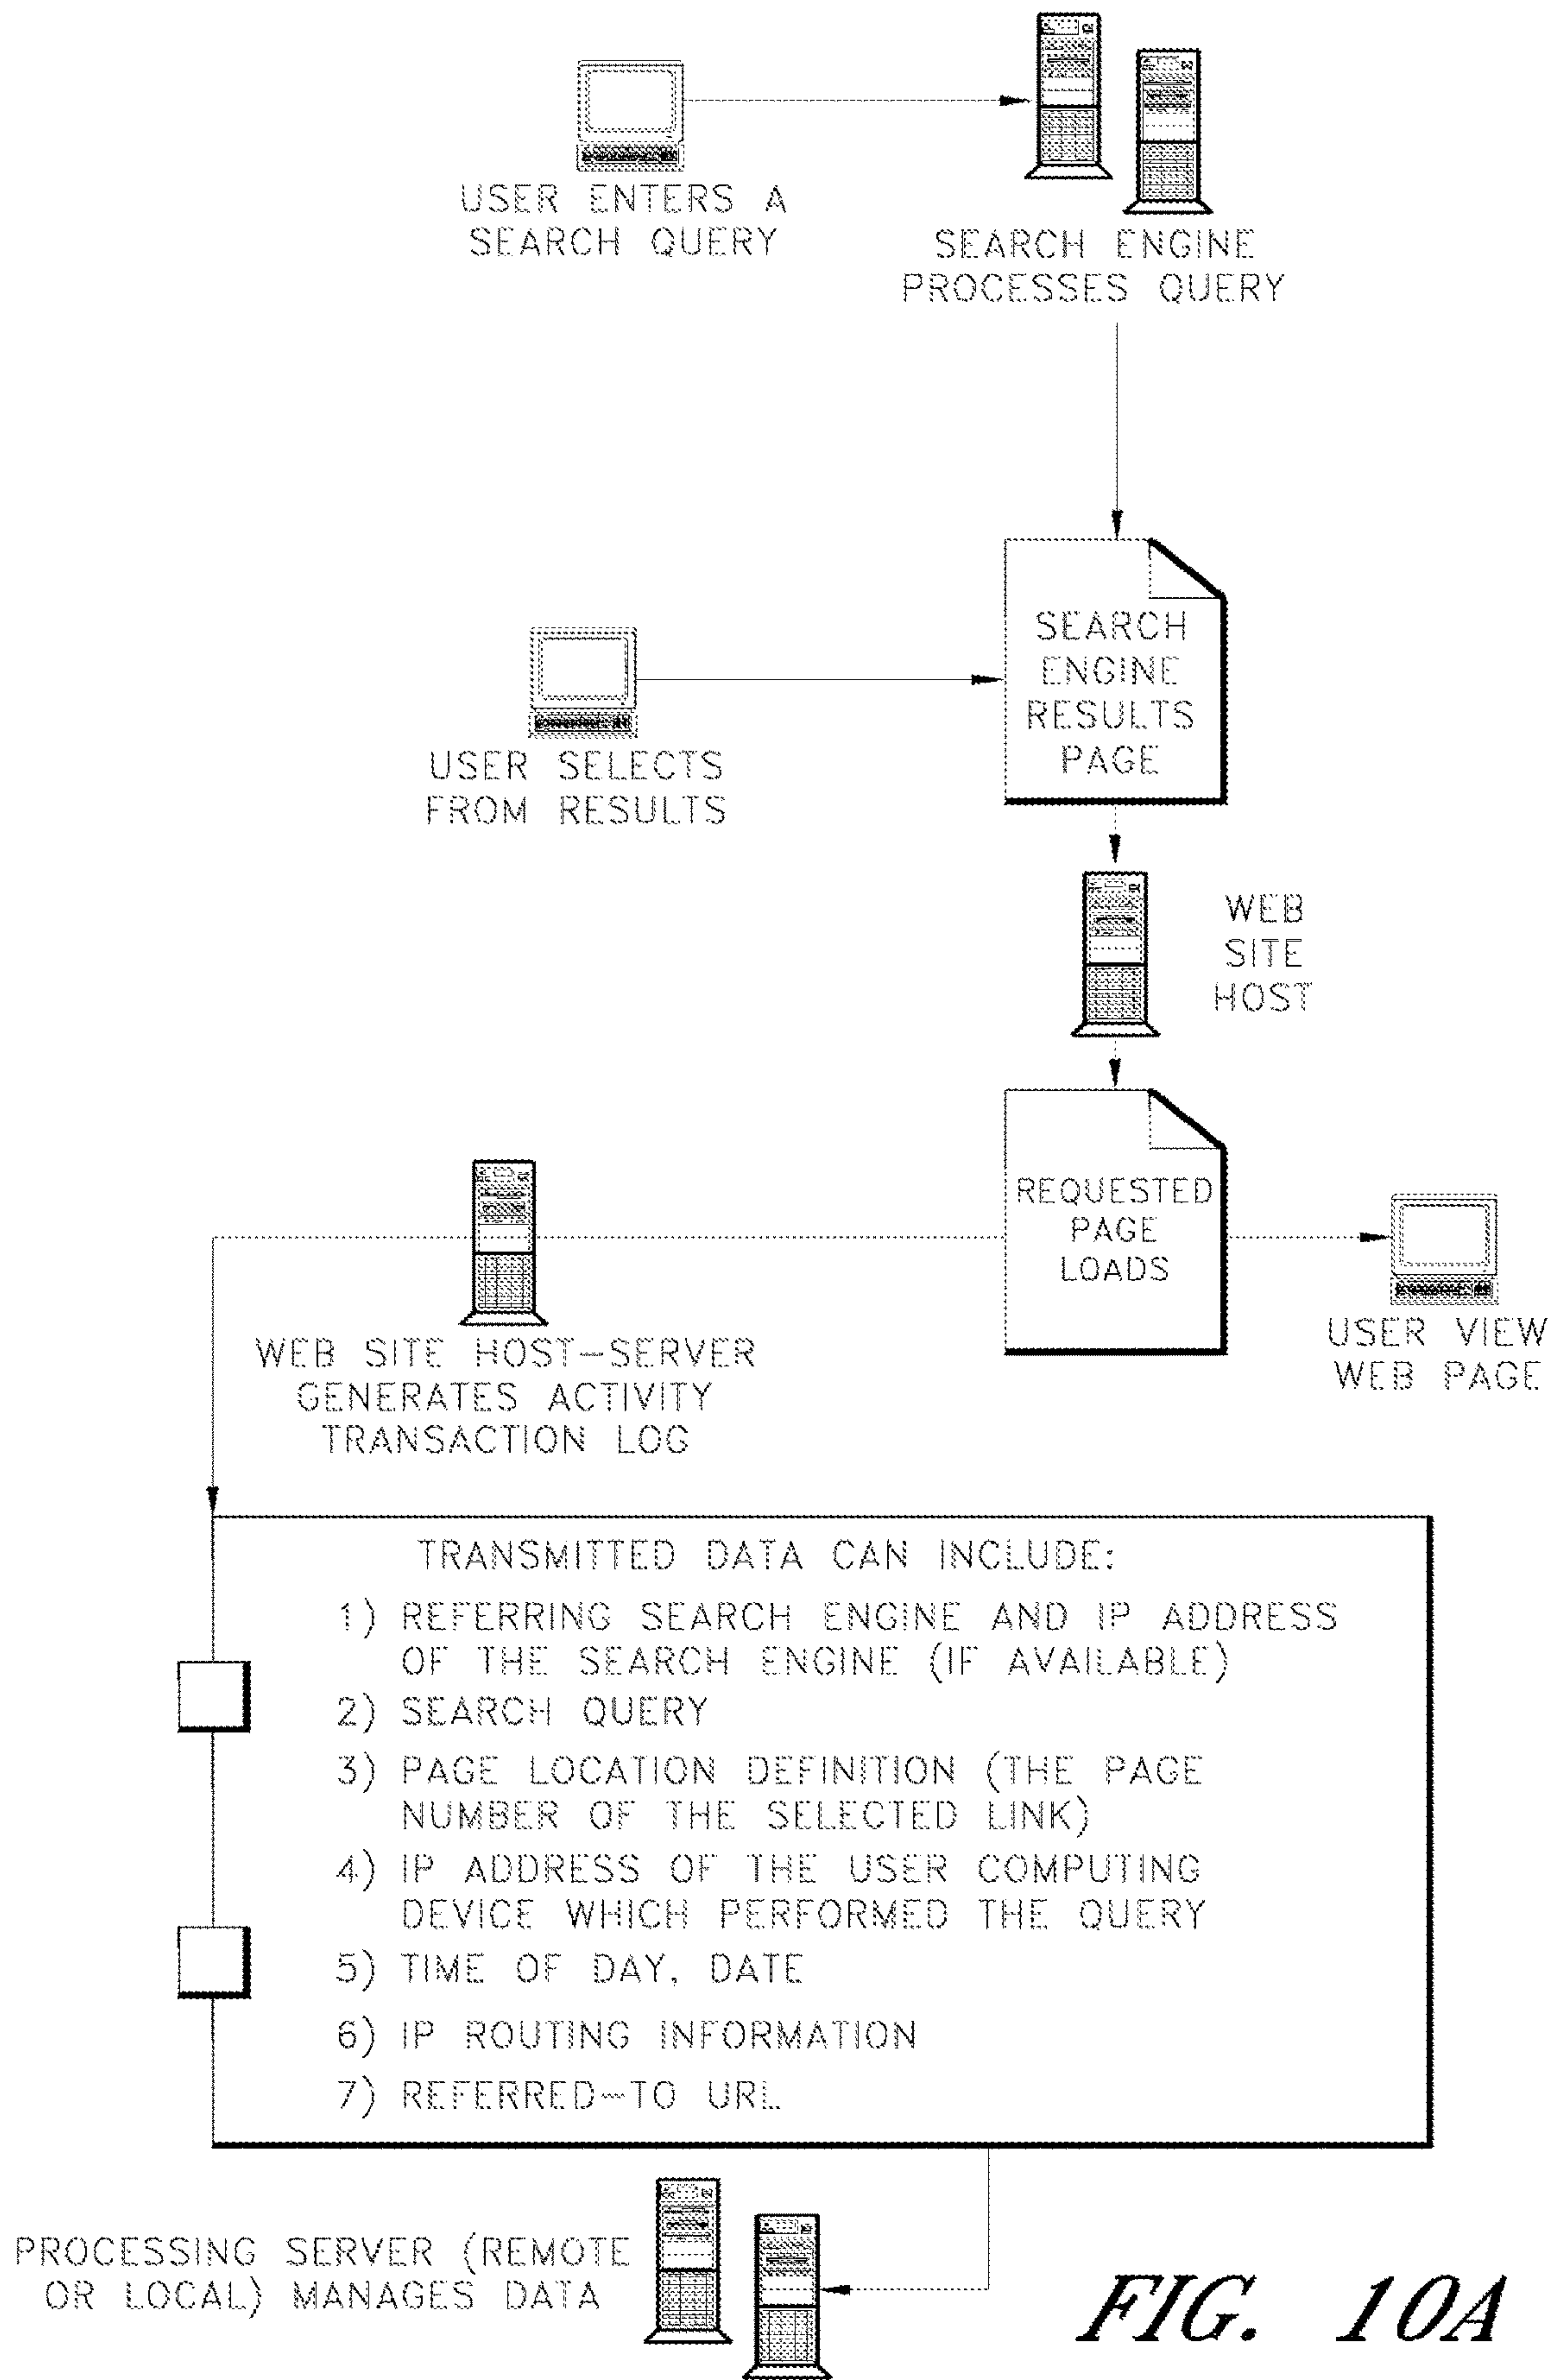 USER ENTERS A
SEARCH QUERY
SEARCH ENGINE
PROCESSES QUERY
SEARCH
ENGINE
RESULTS
PAGE
USER SELECTS
FROM RESULTS
WEB
SITE
HOST
REQUESTED
PAGE
LOADS
USER VIEW
WEB PAGE
WEB SITE HOST-SERVER
GENERATES ACTIVITY
TRANSACTION LOG
TRANSMITTED DATA CAN INCLUDE:
1) REFERRING SEARCH ENGINE AND IP ADDRESS
OF THE SEARCH ENGINE (IF AVAILABLE)
2) SEARCH QUERY
3) PAGE LOCATION DEFINITION (THE PAGE
NUMBER OF THE SELECTED LINK)
4) IP ADDRESS OF THE USER COMPUTING
DEVICE WHICH PERFORMED THE QUERY
5) TIME OF DAY, DATE
6) IP ROUTING INFORMATION
7) REFERRED-TO URL
PROCESSING SERVER (REMOTE
OR LOCAL) MANAGES DATA
FIG. 10A